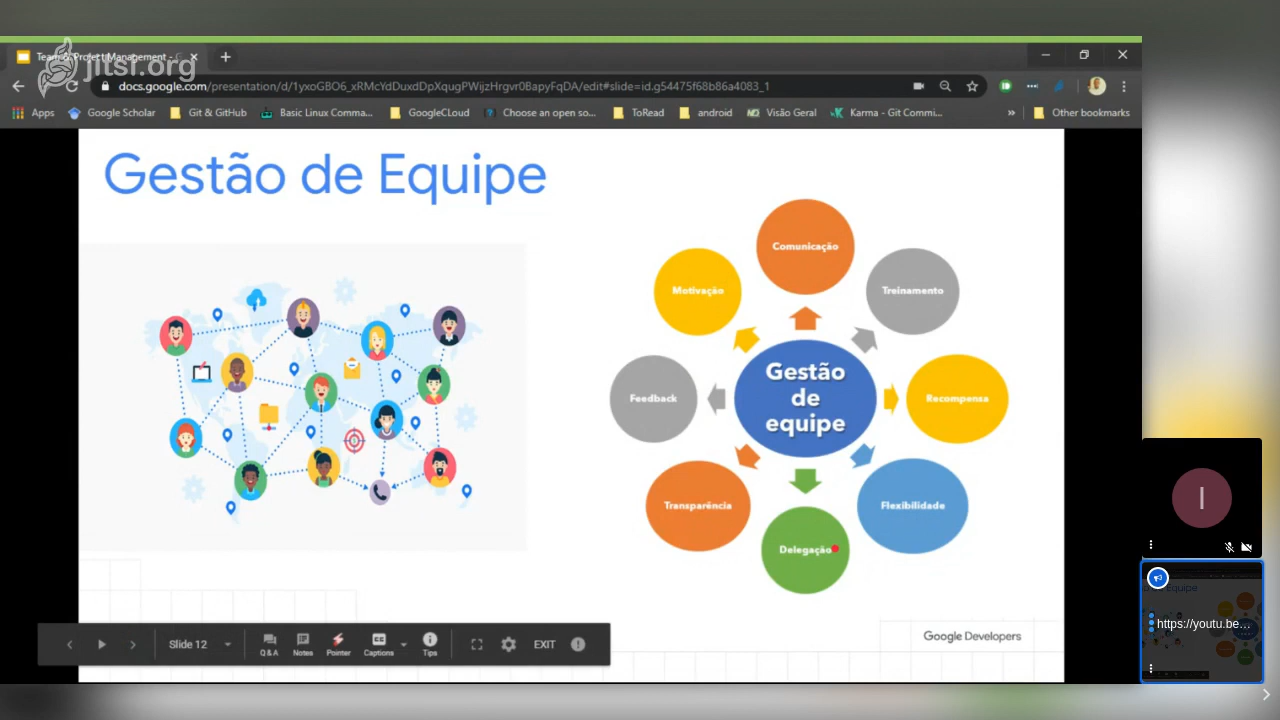 Team & Project Management - G
jitsi.org
docs.google.com/presentation/d/1yxoGBO6_xRMcYdDuxdDpXqugPWijzHrgvr0BapyFqDA/edit#slide=id.g54475f68b86a4083_1
Apps Google Scholar Git & GitHub Basic Linux Comma... GoogleCLoud Choose an open so... ToRead android Visão Geral Karma - Git Commi... » Other bookmarks
Gestão de Equipe
Comunicação
Motivação
Treinamento
Gestão
de
equipe
Feedback
Recompensa
Transparência
Flexibilidade
Delegação
Google Developers
Slide 12
Q&A
Notes
Pointer
CC
Captions
Tips
EXIT
I
https://youtu.be...